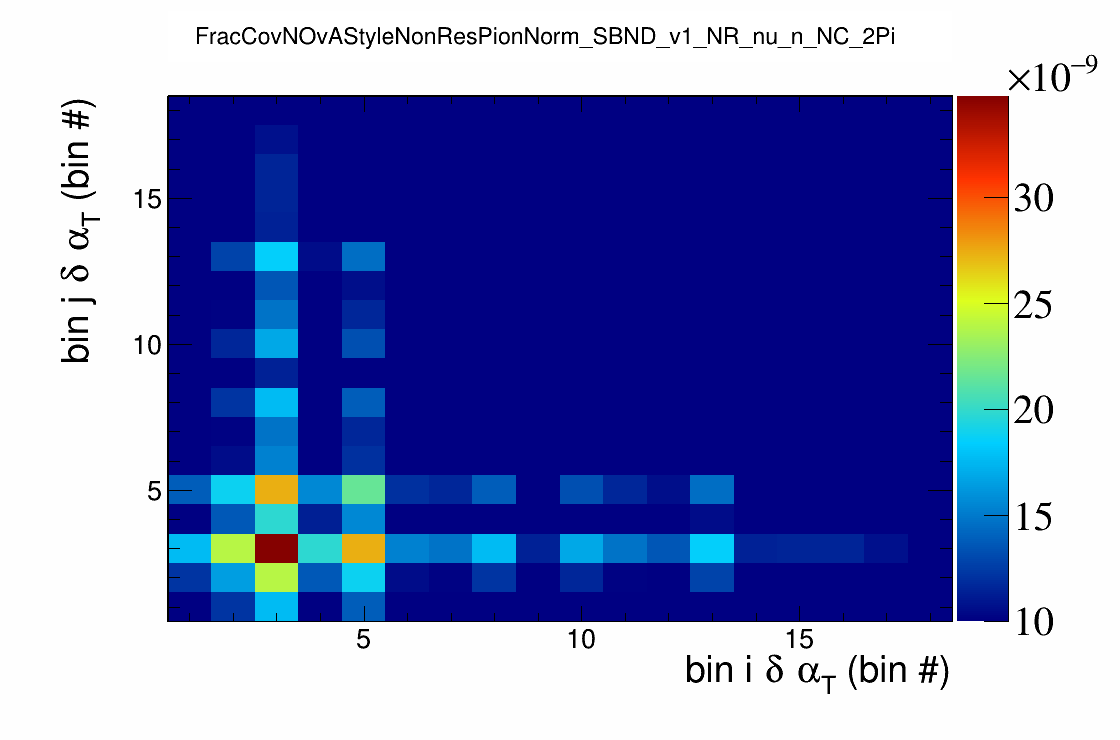 FracCovNOvAStyleNonResPionNorm_SBND_v1_NR_nu_n_NC_2Pi
×10⁻⁹
bin j δ α_T (bin #)
15
10
5
5 10 15
bin i δ α_T (bin #)
30
25
20
15
10